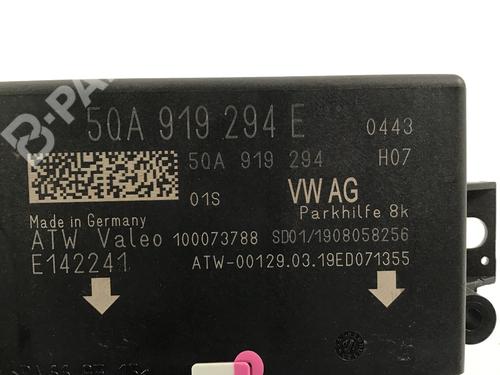 5QA 919 294 E 0443
5QA 919 294 H07
01S VW AG
Made in Germany Parkhilfe 8k
ATW Valeo 100073788 SD01/1908058256
E142241 ATW-00129.03.19ED071355